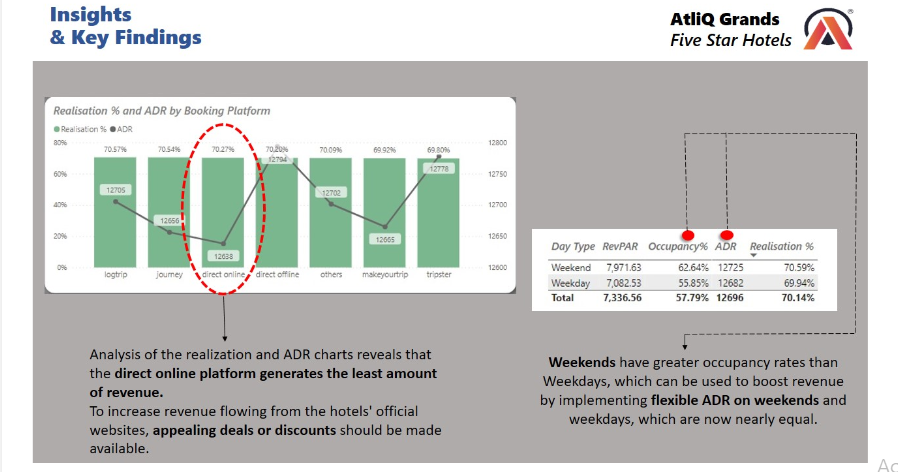 Insights
& Key Findings
AtliQ Grands
Five Star Hotels
Realisation % and ADR by Booking Platform
Realisation % ADR
80%
60%
40%
20%
0%
70.57% 70.54% 70.27% 70.20% 70.09% 69.92% 69.80%
12705 12656 12638 12794 12702 12665 12778
12800
12750
12700
12650
12600
logtrip journey direct online direct offline others makeyourtrip tripster
Day Type RevPAR Occupancy% ADR Realisation %
Weekend 7,971.63 62.64% 12725 70.59%
Weekday 7,082.53 55.85% 12682 69.94%
Total 7,336.56 57.79% 12696 70.14%
Analysis of the realization and ADR charts reveals that
the direct online platform generates the least amount
of revenue.
To increase revenue flowing from the hotels' official
websites, appealing deals or discounts should be made
available.
Weekends have greater occupancy rates than
Weekdays, which can be used to boost revenue
by implementing flexible ADR on weekends and
weekdays, which are now nearly equal.